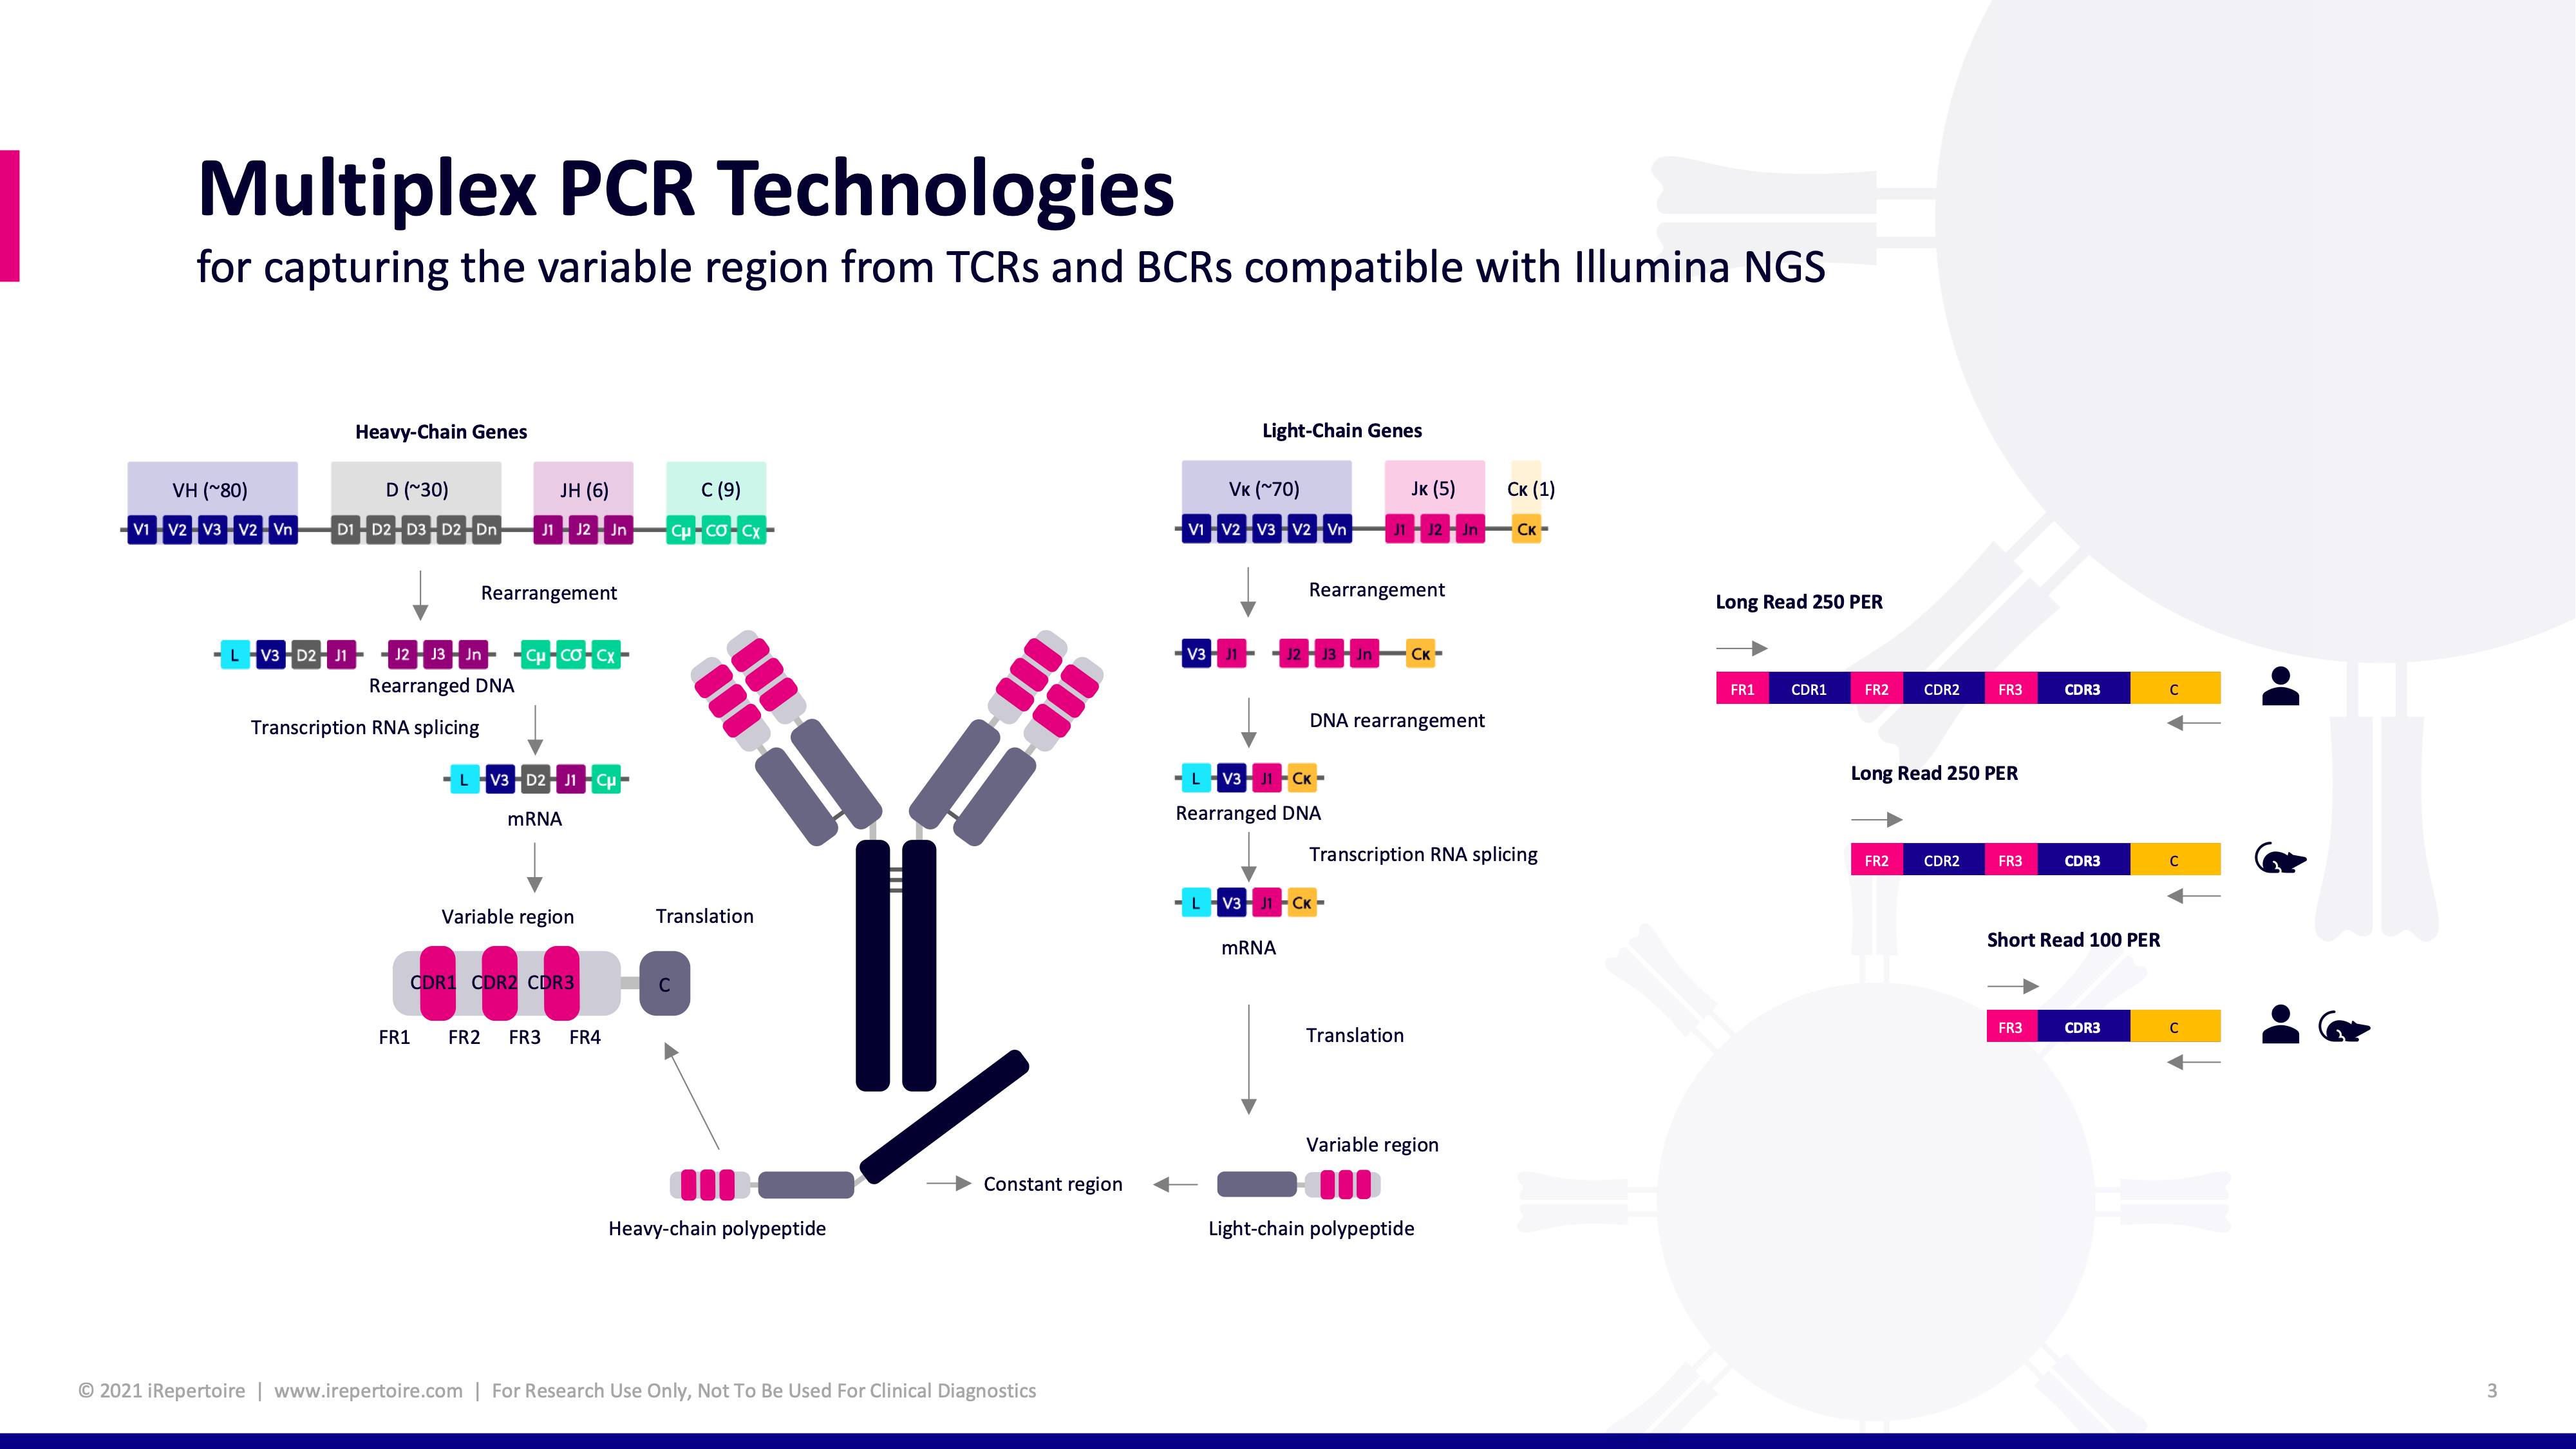 Multiplex PCR Technologies
for capturing the variable region from TCRs and BCRs compatible with Illumina NGS
Heavy-Chain Genes
VH (~80) D (~30) JH (6) C (9)
V1 V2 V3 V2 Vn D1 D2 D3 D2 Dn J1 J2 Jn Cμ Cσ Cχ
Rearrangement
L V3 D2 J1 J2 J3 Jn Cμ Cσ Cχ
Rearranged DNA
Transcription RNA splicing
L V3 D2 J1 Cμ
mRNA
Variable region Translation
CDR1 CDR2 CDR3 C
FR1 FR2 FR3 FR4
Heavy-chain polypeptide
Constant region
Light-Chain Genes
Vκ (~70) Jκ (5) Cκ (1)
V1 V2 V3 V2 Vn J1 J2 Jn Cκ
Rearrangement
V3 J1 J2 J3 Jn Cκ
DNA rearrangement
L V3 J1 Cκ
Rearranged DNA
Transcription RNA splicing
L V3 J1 Cκ
mRNA
Translation
Variable region
Light-chain polypeptide
Long Read 250 PER
FR1 CDR1 FR2 CDR2 FR3 CDR3 C
Long Read 250 PER
FR2 CDR2 FR3 CDR3 C
Short Read 100 PER
FR3 CDR3 C
© 2021 iRepertoire | www.irepertoire.com | For Research Use Only, Not To Be Used For Clinical Diagnostics
3